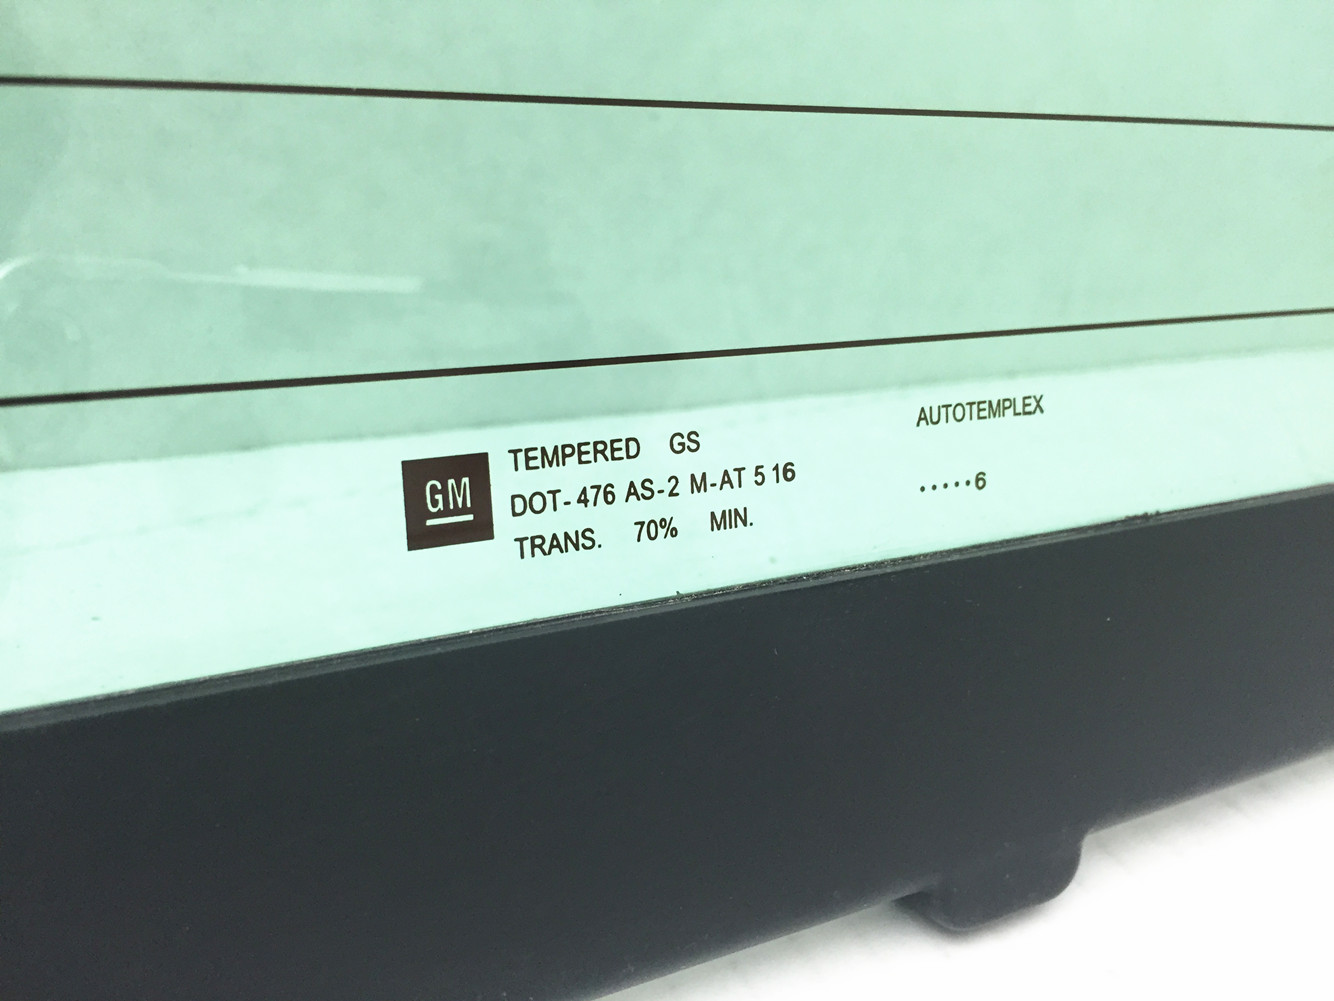 GM
TEMPERED GS
DOT-476 AS-2 M-AT 5 16
TRANS. 70% MIN.
AUTOTEMPLEX
.....6